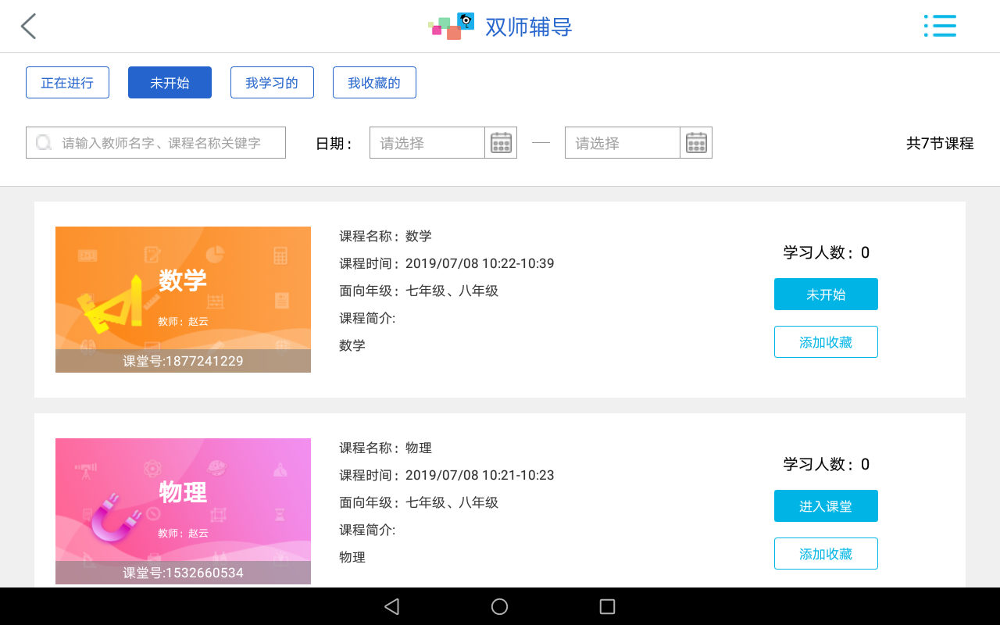 双师辅导
正在进行 未开始 我学习的 我收藏的
请输入教师名字、课程名称关键字 日期： 请选择 — 请选择 共7节课程
数学
教师：赵云
课堂号:1877241229
课程名称：数学
课程时间：2019/07/08 10:22-10:39
面向年级：七年级、八年级
课程简介:
数学
学习人数：0
未开始
添加收藏
物理
教师：赵云
课堂号:1532660534
课程名称：物理
课程时间：2019/07/08 10:21-10:23
面向年级：七年级、八年级
课程简介:
物理
学习人数：0
进入课堂
添加收藏